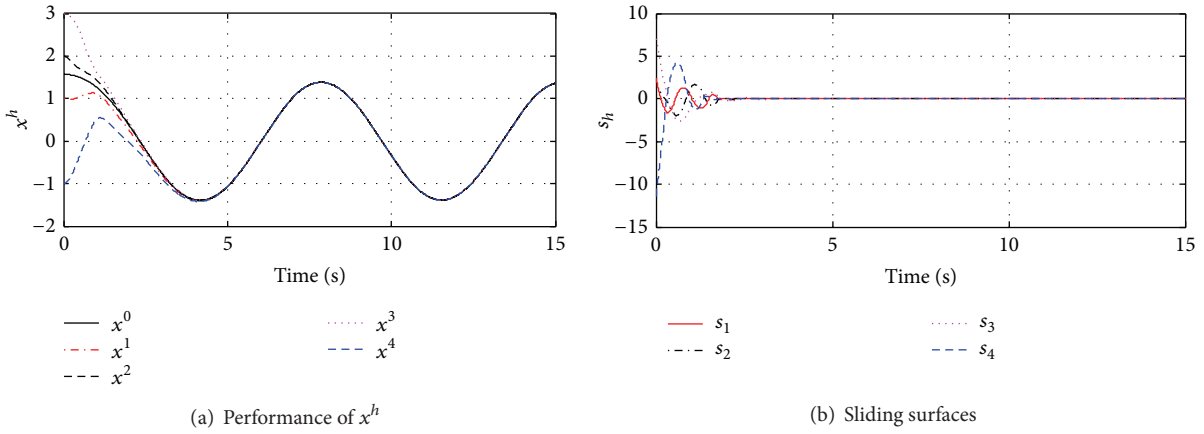 3
2
1
0
−1
−2
x^h
0
5
10
15
Time (s)
x^0
x^1
x^2
x^3
x^4
(a) Performance of x^h
10
5
0
−5
−10
−15
s_h
0
5
10
15
Time (s)
s_1
s_2
s_3
s_4
(b) Sliding surfaces